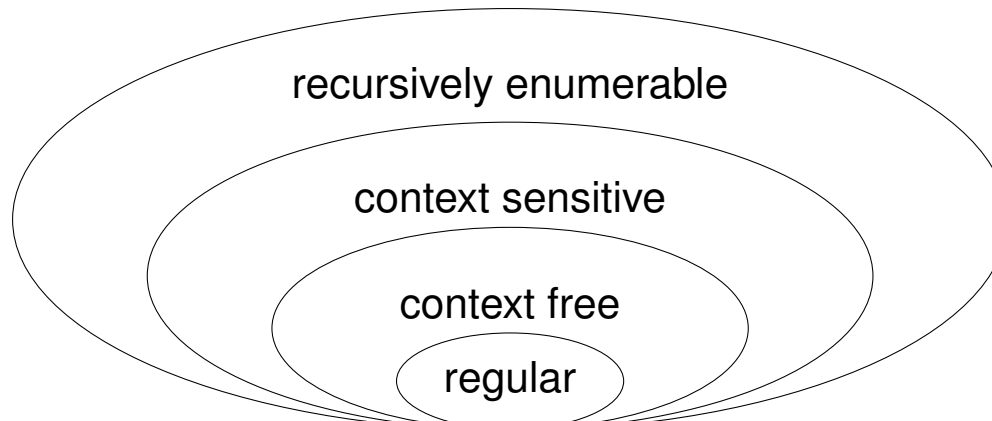 recursively enumerable
context sensitive
context free
regular